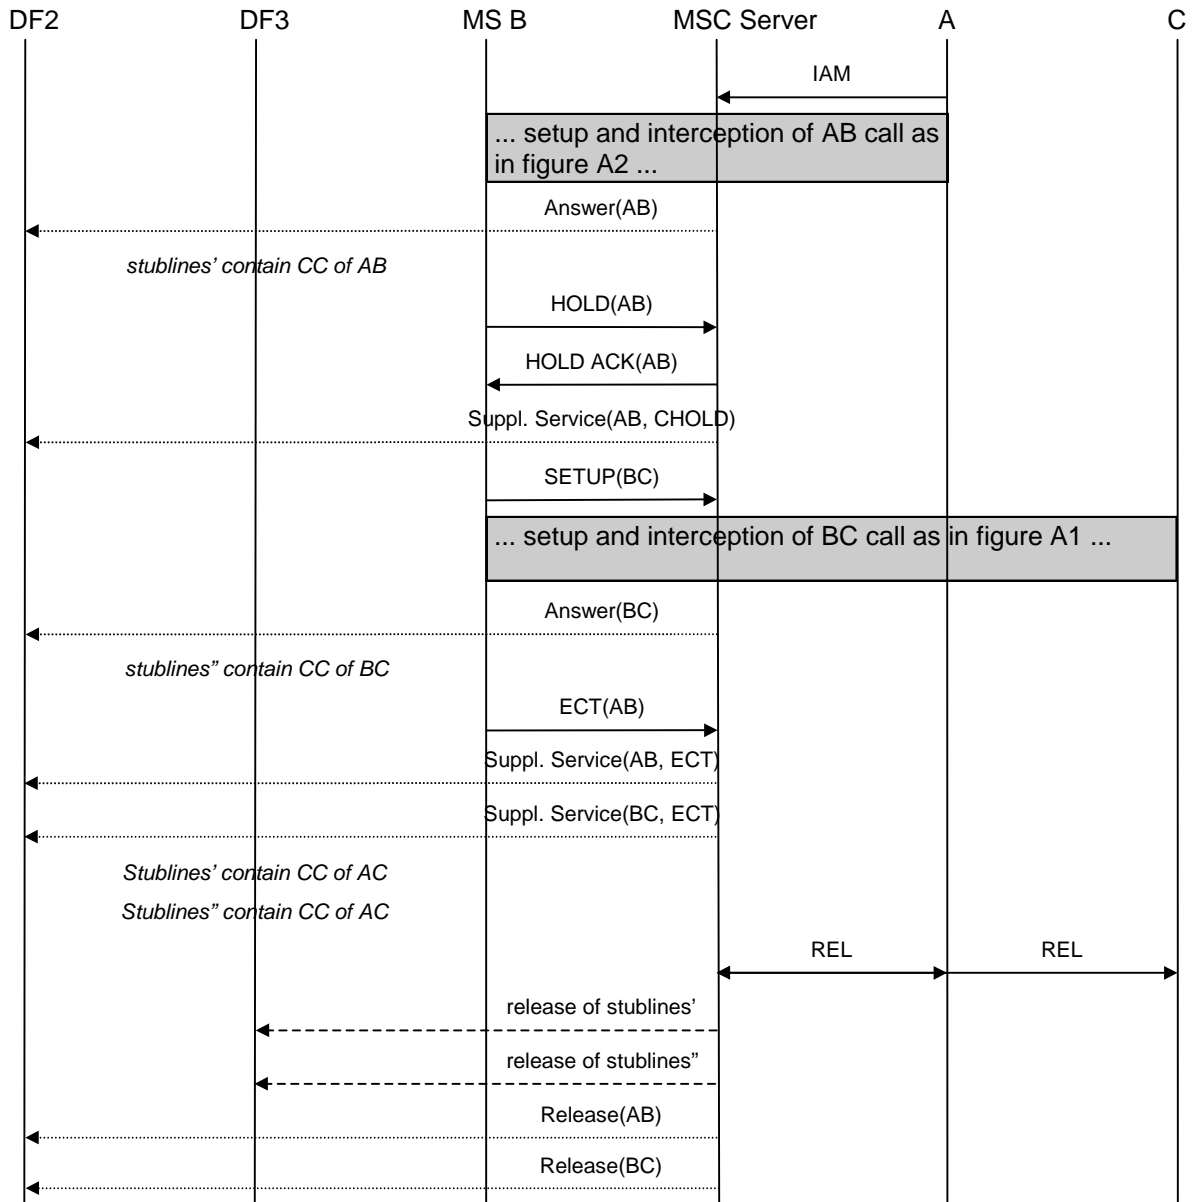 DF2 DF3 MS B MSC Server A C
IAM
... setup and interception of AB call as
in figure A2 ...
Answer(AB)
stublines’ contain CC of AB
HOLD(AB)
HOLD ACK(AB)
Suppl. Service(AB, CHOLD)
SETUP(BC)
... setup and interception of BC call as in figure A1 ...
Answer(BC)
stublines” contain CC of BC
ECT(AB)
Suppl. Service(AB, ECT)
Suppl. Service(BC, ECT)
Stublines’ contain CC of AC
Stublines” contain CC of AC
REL REL
release of stublines’
release of stublines”
Release(AB)
Release(BC)